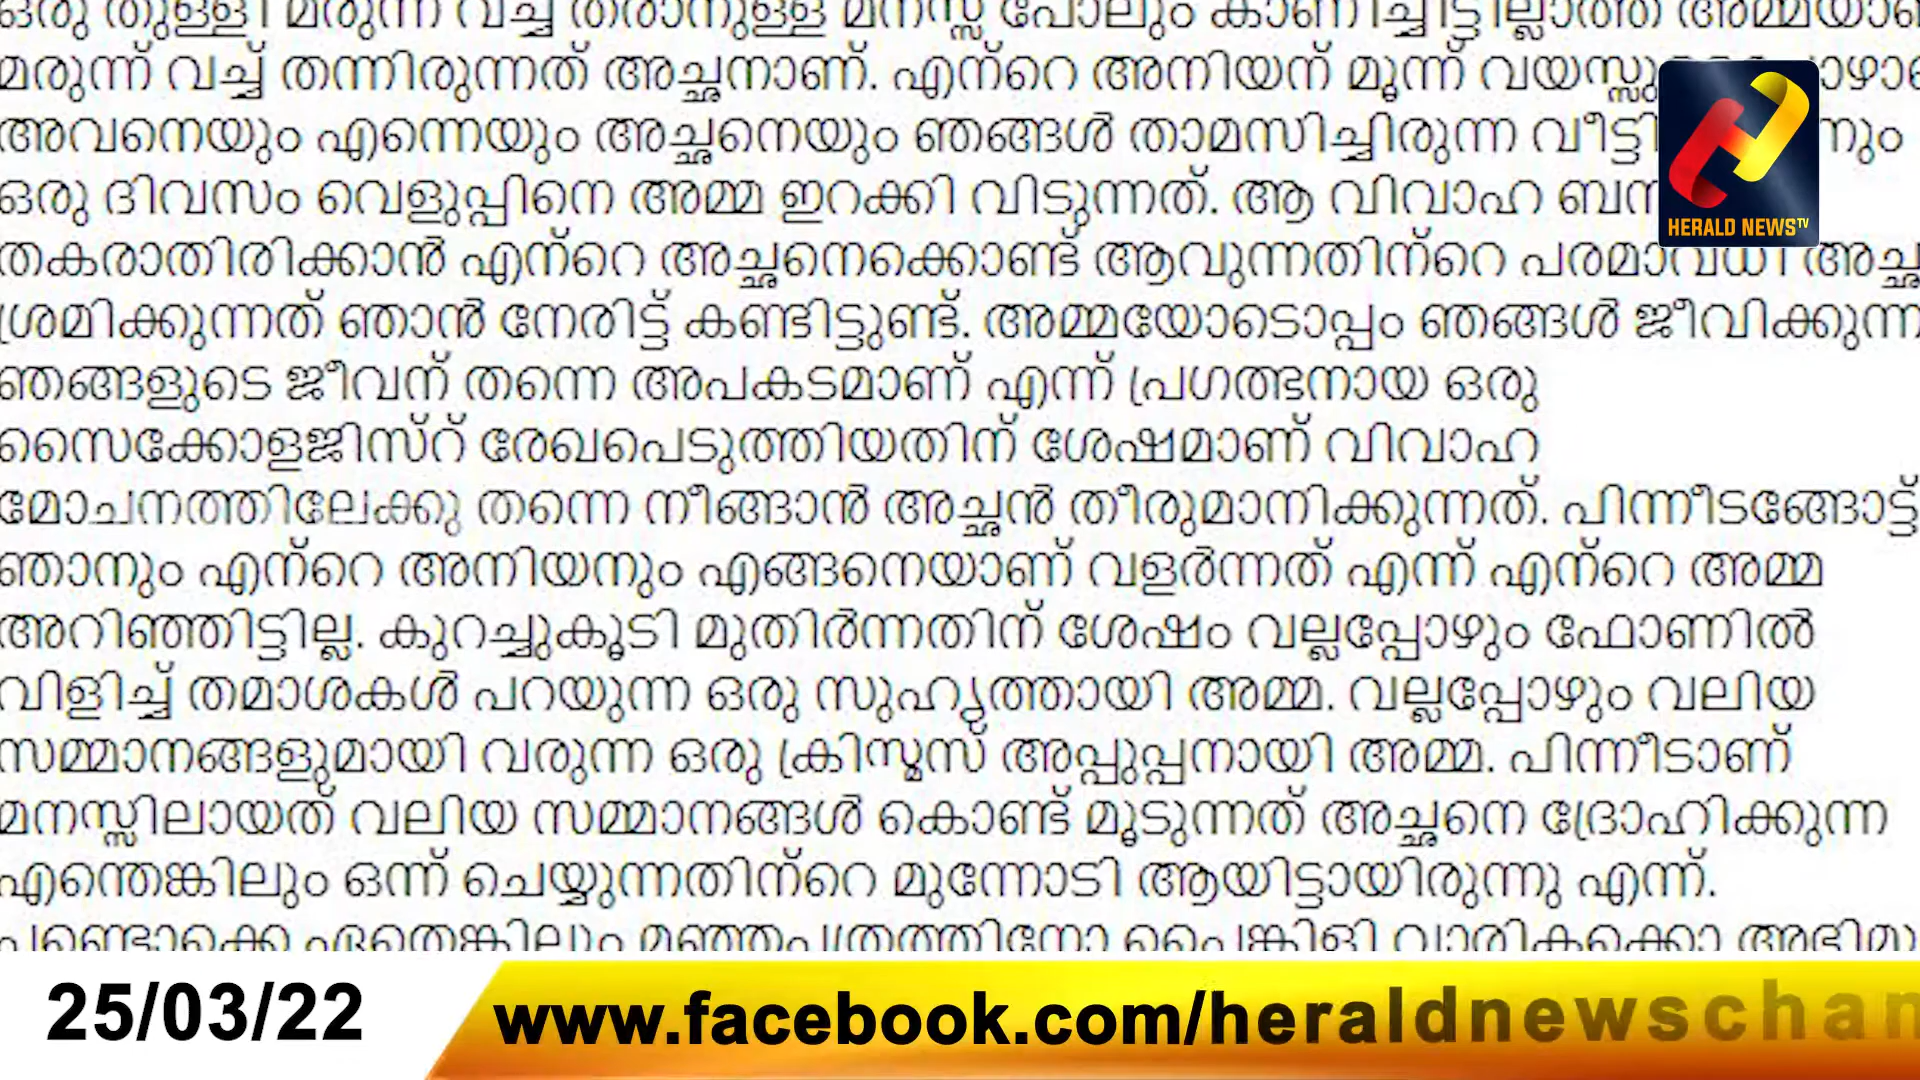 ഒരു തുള്ളി മരുന്ന് വച്ച് തരാനുള്ള മനസ്സ് പോലും കാണിച്ചിട്ടില്ലാത്ത
മരുന്ന് വച്ച് തന്നിരുന്നത് അച്ഛനാണ്. എന്റെ അനിയന് മൂന്ന്
അവനെയും എന്നെയും അച്ഛനെയും ഞങ്ങൾ താമസിച്ചിരുന്ന
ഒരു ദിവസം വെളുപ്പിനെ അമ്മ ഇറക്കി വിടുന്നത്. ആ വിവാഹ
തകരാതിരിക്കാൻ എന്റെ അച്ഛനെക്കൊണ്ട് ആവുന്നതിന്റെ പരമാവധി
ശ്രമിക്കുന്നത് ഞാൻ നേരിട്ട് കണ്ടിട്ടുണ്ട്. അമ്മയോടൊപ്പം ഞങ്ങൾ
ഞങ്ങളുടെ ജീവന് തന്നെ അപകടമാണ് എന്ന് പ്രഗത്ഭനായ ഒരു
സൈക്കോളജിസ്റ് രേഖപെടുത്തിയതിന് ശേഷമാണ് വിവാഹ
മോചനത്തിലേക്കു തന്നെ നീങ്ങാൻ അച്ഛൻ തീരുമാനിക്കുന്നത്. പിന്നീടങ്ങോട്ട്
ഞാനും എന്റെ അനിയനും എങ്ങനെയാണ് വളർന്നത് എന്ന് എന്റെ അമ്മ
അറിഞ്ഞിട്ടില്ല. കുറച്ചുകൂടി മുതിർന്നതിന് ശേഷം വല്ലപ്പോഴും ഫോണിൽ
വിളിച്ച് തമാശകൾ പറയുന്ന ഒരു സുഹൃത്തായി അമ്മ. വല്ലപ്പോഴും വലിയ
സമ്മാനങ്ങളുമായി വരുന്ന ഒരു ക്രിസ്മസ് അപ്പുപ്പനായി അമ്മ. പിന്നീടാണ്
മനസ്സിലായത് വലിയ സമ്മാനങ്ങൾ കൊണ്ട് മൂടുന്നത് അച്ഛനെ ദ്രോഹിക്കുന്ന
എന്തെങ്കിലും ഒന്ന് ചെയ്യുന്നതിന്റെ മുന്നോടി ആയിട്ടായിരുന്നു എന്ന്.
HERALD NEWS TV
25/03/22
www.facebook.com/heraldnewschan